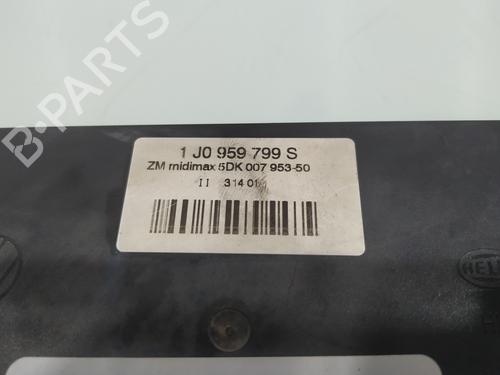 1 J0 959 799 S
ZM midimax 5DK 007 953-50
II 314 01
B-PARTS